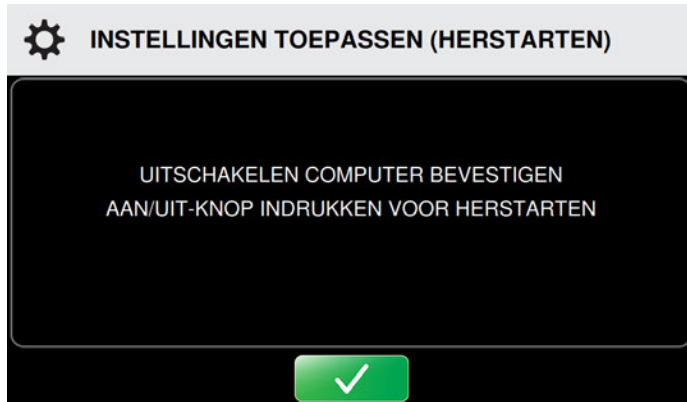 INSTELLINGEN TOEPASSEN (HERSTARTEN)
UITSCHAKELEN COMPUTER BEVESTIGEN
AAN/UIT-KNOP INDRUKKEN VOOR HERSTARTEN